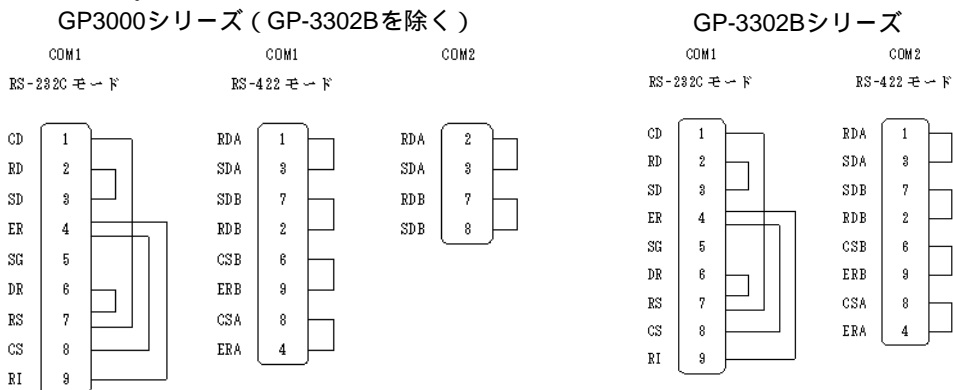 GP3000シリーズ（GP-3302Bを除く）
COM1
RS-232C モード
CD 1
RD 2
SD 3
ER 4
SG 5
DR 6
RS 7
CS 8
RI 9
COM1
RS-422 モード
RDA 1
SDA 3
SDB 7
RDB 2
CSB 6
ERB 9
CSA 8
ERA 4
COM2
RDA 2
SDA 3
RDB 7
SDB 8
GP-3302Bシリーズ
COM1
RS-232C モード
CD 1
RD 2
SD 3
ER 4
SG 5
DR 6
RS 7
CS 8
RI 9
COM2
RS-422 モード
RDA 1
SDA 3
SDB 7
RDB 2
CSB 6
ERB 9
CSA 8
ERA 4